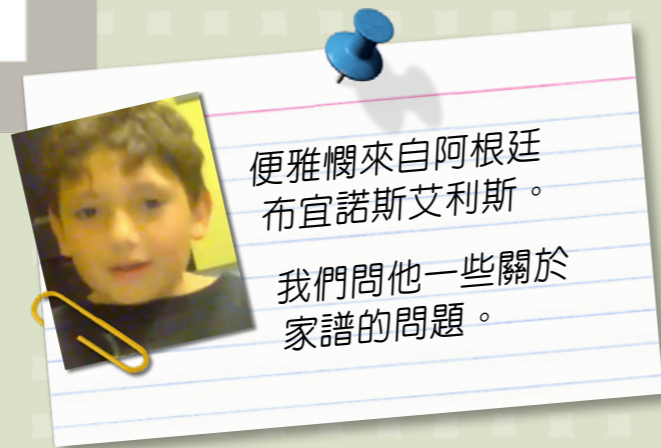 便雅憫來自阿根廷
布宜諾斯艾利斯。
我們問他一些關於
家譜的問題。